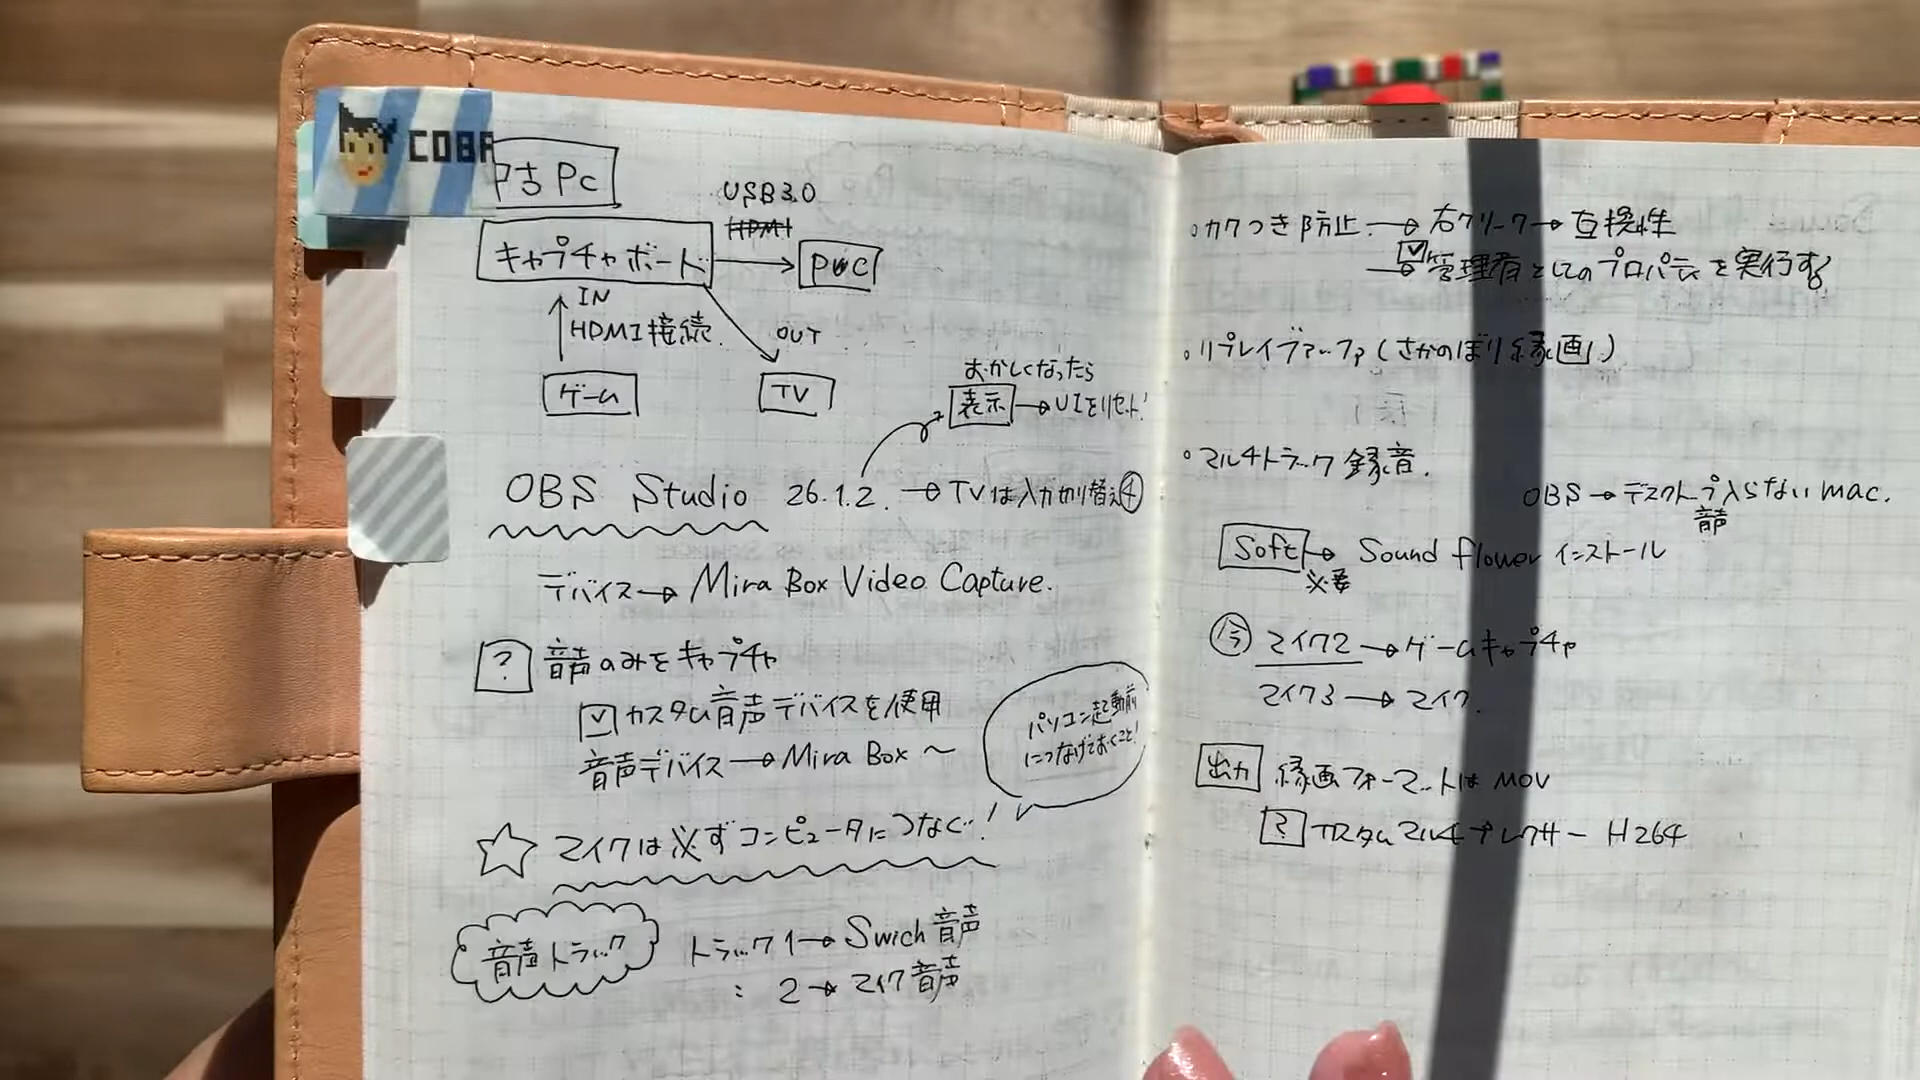 COBA
古PC
USB3.0
HDMI
キャプチャボード → PC
IN
HDMI接続.
OUT
ゲーム
TV
おかしくなったら
表示 → UIをリセット!
OBS Studio 26.1.2. → TVは入力切り替え④
デバイス → Mira Box Video Capture.
? 音声のみをキャプチャ
カスタム音声デバイスを使用
音声デバイス → Mira Box 〜
パソコン起動前
につなげておくこと!
☆ マイクは必ずコンピュータにつなぐ!
音声トラック
トラック1 → Swich音声
: 2 → マイク音声
・カクつき防止. → 右クリック → 互換性
→ 管理者としてのプロパティを実行する
・リプレイバッファ(さかのぼり録画)
・マルチトラック録音.
OBS → デスクトップ入らない mac.
音声
Soft → Sound flower インストール
必要
今 マイク2 → ゲームキャプチャ
マイク3 → マイク.
出力 録画フォーマットは MOV
? カスタムマルチプレクサー H264